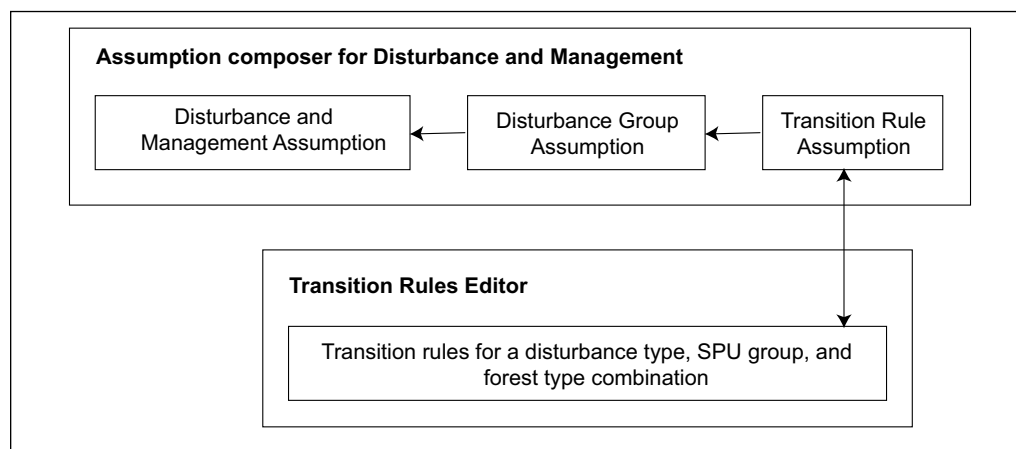 Assumption composer for Disturbance and Management
Disturbance and
Management Assumption
Disturbance Group
Assumption
Transition Rule
Assumption
Transition Rules Editor
Transition rules for a disturbance type, SPU group, and
forest type combination